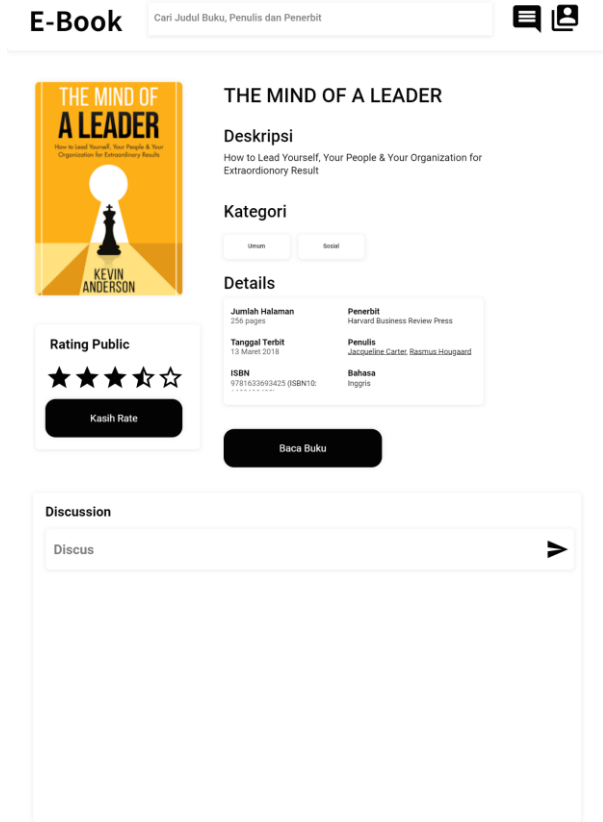 E-Book
Cari Judul Buku, Penulis dan Penerbit
THE MIND OF
A LEADER
How to Lead Yourself, Your People & Your
Organization for Extraordinary Results
KEVIN
ANDERSON
THE MIND OF A LEADER
Deskripsi
How to Lead Yourself, Your People & Your Organization for
Extraordionory Result
Kategori
Umum
Sosial
Details
Jumlah Halaman
256 pages
Penerbit
Harvard Business Review Press
Tanggal Terbit
13 Maret 2018
Penulis
Jacqueline Carter, Rasmus Hougaard
ISBN
9781633693425 (ISBN10:
Bahasa
Inggris
Rating Public
Kasih Rate
Baca Buku
Discussion
Discus